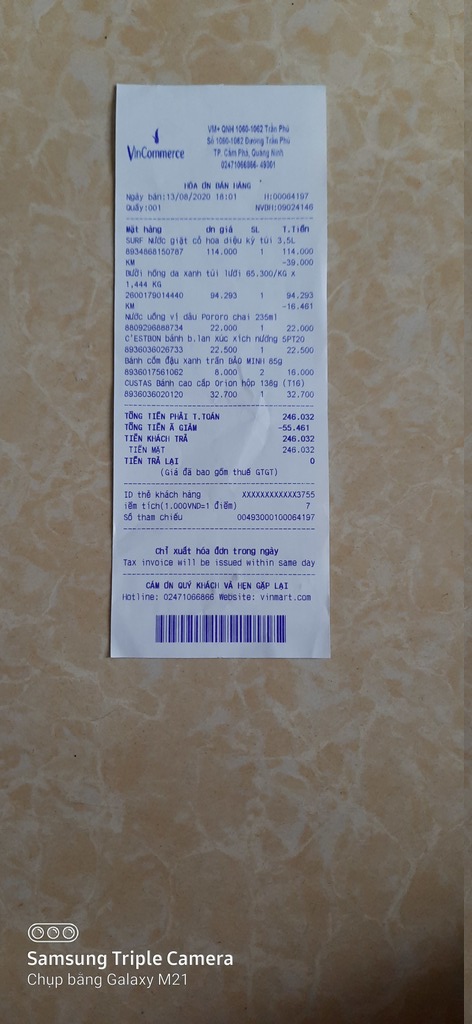 VinCommerce
VM+ QNH 1060-1062 Trần Phú
Số 1060-1062 Đường Trần Phú
TP. Cẩm Phả, Quảng Ninh
02471066866- 49301
HÓA ĐƠN BÁN HÀNG
Ngày bán:13/08/2020 18:01 H:00064197
Quầy:001 NVBH:09024146
Mặt hàng ơn giá SL T.Tiền
SURF Nước giặt cỏ hoa diệu kỳ túi 3,5L
8934868150787 114.000 1 114.000
KM -39.000
Bưởi hồng da xanh túi lưới 65.300/KG x
1,444 KG
2600179014440 94.293 1 94.293
KM -16.461
Nước uống vị dâu Pororo chai 235ml
8809296888734 22.000 1 22.000
C'ESTBON bánh b.lan xúc xích nướng 5PT20
8936036026733 22.500 1 22.500
Bánh cốm đậu xanh trần BẢO MINH 85g
8936017561062 8.000 2 16.000
CUSTAS Bánh cao cấp Orion hộp 138g (T16)
8936036020120 32.700 1 32.700
TỔNG TIỀN PHẢI T.TOÁN 246.032
TỔNG TIỀN Ã GIẢM -55.461
TIỀN KHÁCH TRẢ 246.032
TIỀN MẶT 246.032
TIỀN TRẢ LẠI 0
(Giá đã bao gồm thuế GTGT)
ID thẻ khách hàng XXXXXXXXXXXX3755
iểm tích(1.000VND=1 điểm) 7
Số tham chiếu 00493000100064197
Chỉ xuất hóa đơn trong ngày
Tax invoice will be issued within same day
CẢM ƠN QUÝ KHÁCH VÀ HẸN GẶP LẠI
Hotline: 02471066866 Website: vinmart.com
Samsung Triple Camera
Chụp bằng Galaxy M21